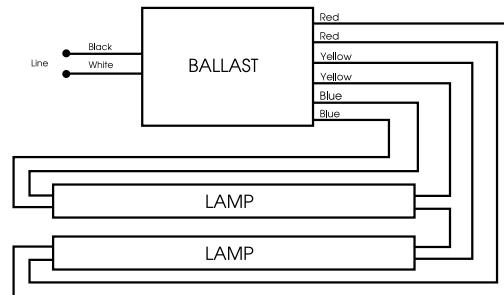 Red
Red
Black
Yellow
Line
BALLAST
White
Yellow
Blue
Blue
LAMP
LAMP